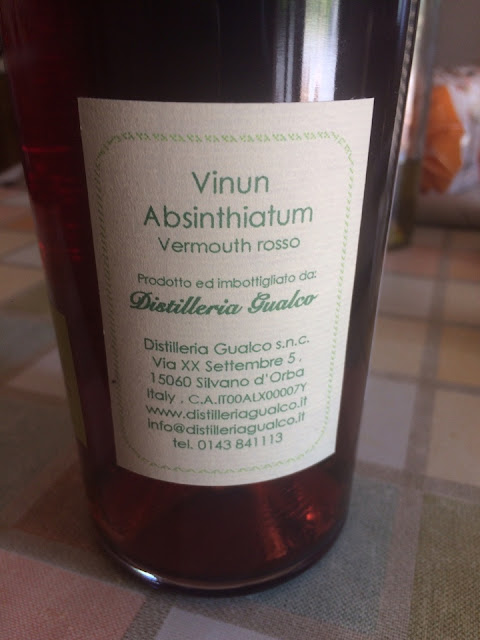 Vinun
Absinthiatum
Vermouth rosso
Prodotto ed imbottigliato da:
Distilleria Gualco
Distilleria Gualco s.n.c.
Via XX Settembre 5 ,
15060 Silvano d'Orba
Italy , C.A.IT00ALX00007Y
www.distilleriagualco.it
info@distilleriagualco.it
tel. 0143 841113